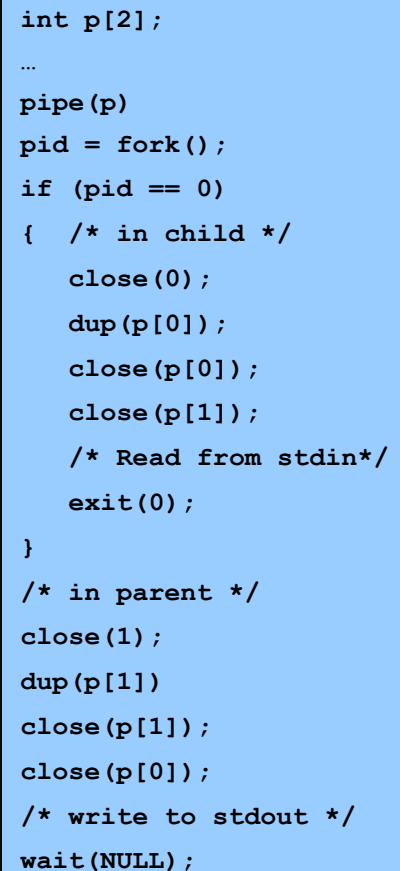 int p[2];
…
pipe(p)
pid = fork();
if (pid == 0)
{  /* in child */
   close(0);
   dup(p[0]);
   close(p[0]);
   close(p[1]);
   /* Read from stdin*/
   exit(0);
}
/* in parent */
close(1);
dup(p[1])
close(p[1]);
close(p[0]);
/* write to stdout */
wait(NULL);